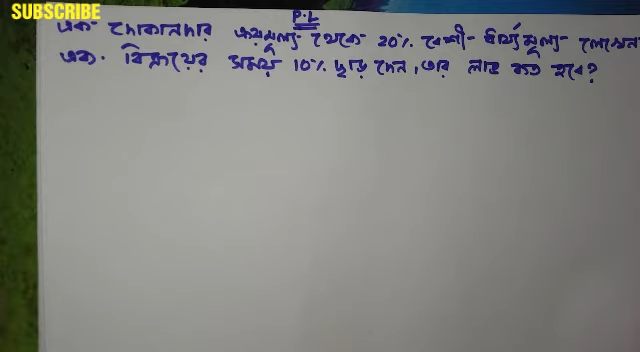 SUBSCRIBE
P.L
এক দোকানদার ক্রয়মূল্য থেকে 20% বেশী ধার্য্যমূল্য লেখেন
এবং বিক্রয়ের সময় 10% ছাড় দেন, তার লাভ কত হবে?